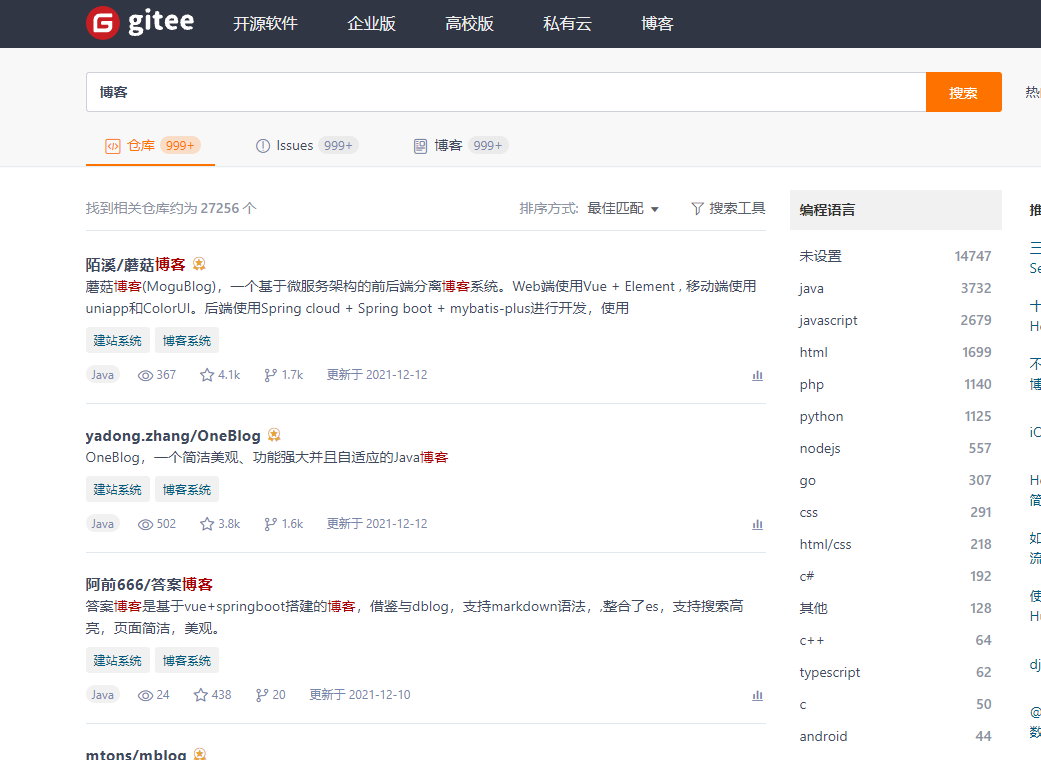 gitee 开源软件 企业版 高校版 私有云 博客
博客 搜索
仓库 999+ Issues 999+ 博客 999+
找到相关仓库约为 27256 个 排序方式: 最佳匹配 搜索工具
陌溪/蘑菇博客
蘑菇博客(MoguBlog)，一个基于微服务架构的前后端分离博客系统。Web端使用Vue + Element , 移动端使用
uniapp和ColorUI。后端使用Spring cloud + Spring boot + mybatis-plus进行开发，使用
建站系统 博客系统
Java 367 4.1k 1.7k 更新于 2021-12-12
yadong.zhang/OneBlog
OneBlog，一个简洁美观、功能强大并且自适应的Java博客
建站系统 博客系统
Java 502 3.8k 1.6k 更新于 2021-12-12
阿前666/答案博客
答案博客是基于vue+springboot搭建的博客，借鉴与dblog，支持markdown语法，,整合了es，支持搜索高
亮，页面简洁，美观。
建站系统 博客系统
Java 24 438 20 更新于 2021-12-10
mtons/mblog
编程语言
未设置 14747
java 3732
javascript 2679
html 1699
php 1140
python 1125
nodejs 557
go 307
css 291
html/css 218
c# 192
其他 128
c++ 64
typescript 62
c 50
android 44
热
推
三
Se
十
He
不
博
iO
He
简
如
流
使
Hu
dj
@
数